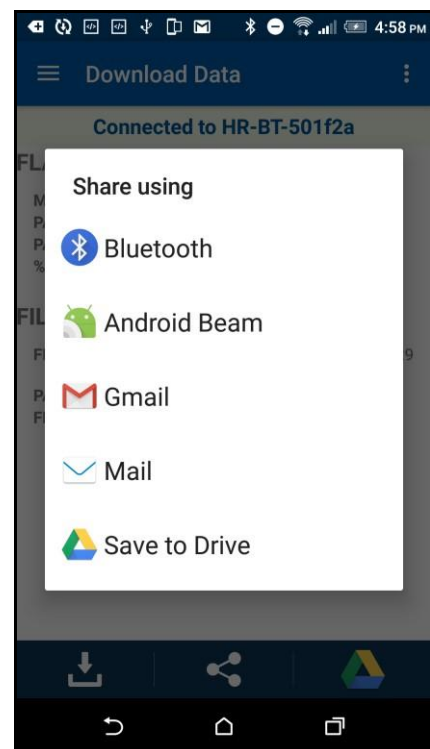 4:58 PM
Download Data
Connected to HR-BT-501f2a
Share using
Bluetooth
Android Beam
Gmail
Mail
Save to Drive